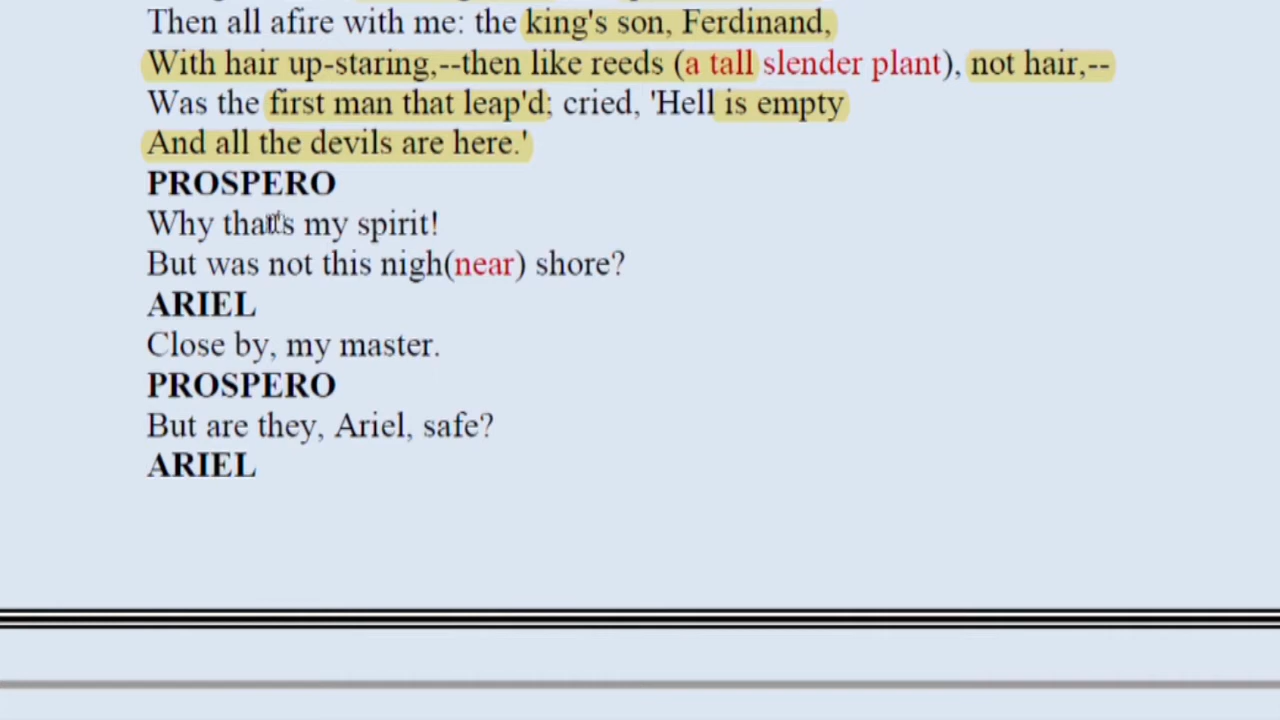 Then all afire with me: the king's son, Ferdinand,
With hair up-staring,--then like reeds (a tall slender plant), not hair,--
Was the first man that leap'd; cried, 'Hell is empty
And all the devils are here.'
PROSPERO
Why that's my spirit!
But was not this nigh(near) shore?
ARIEL
Close by, my master.
PROSPERO
But are they, Ariel, safe?
ARIEL